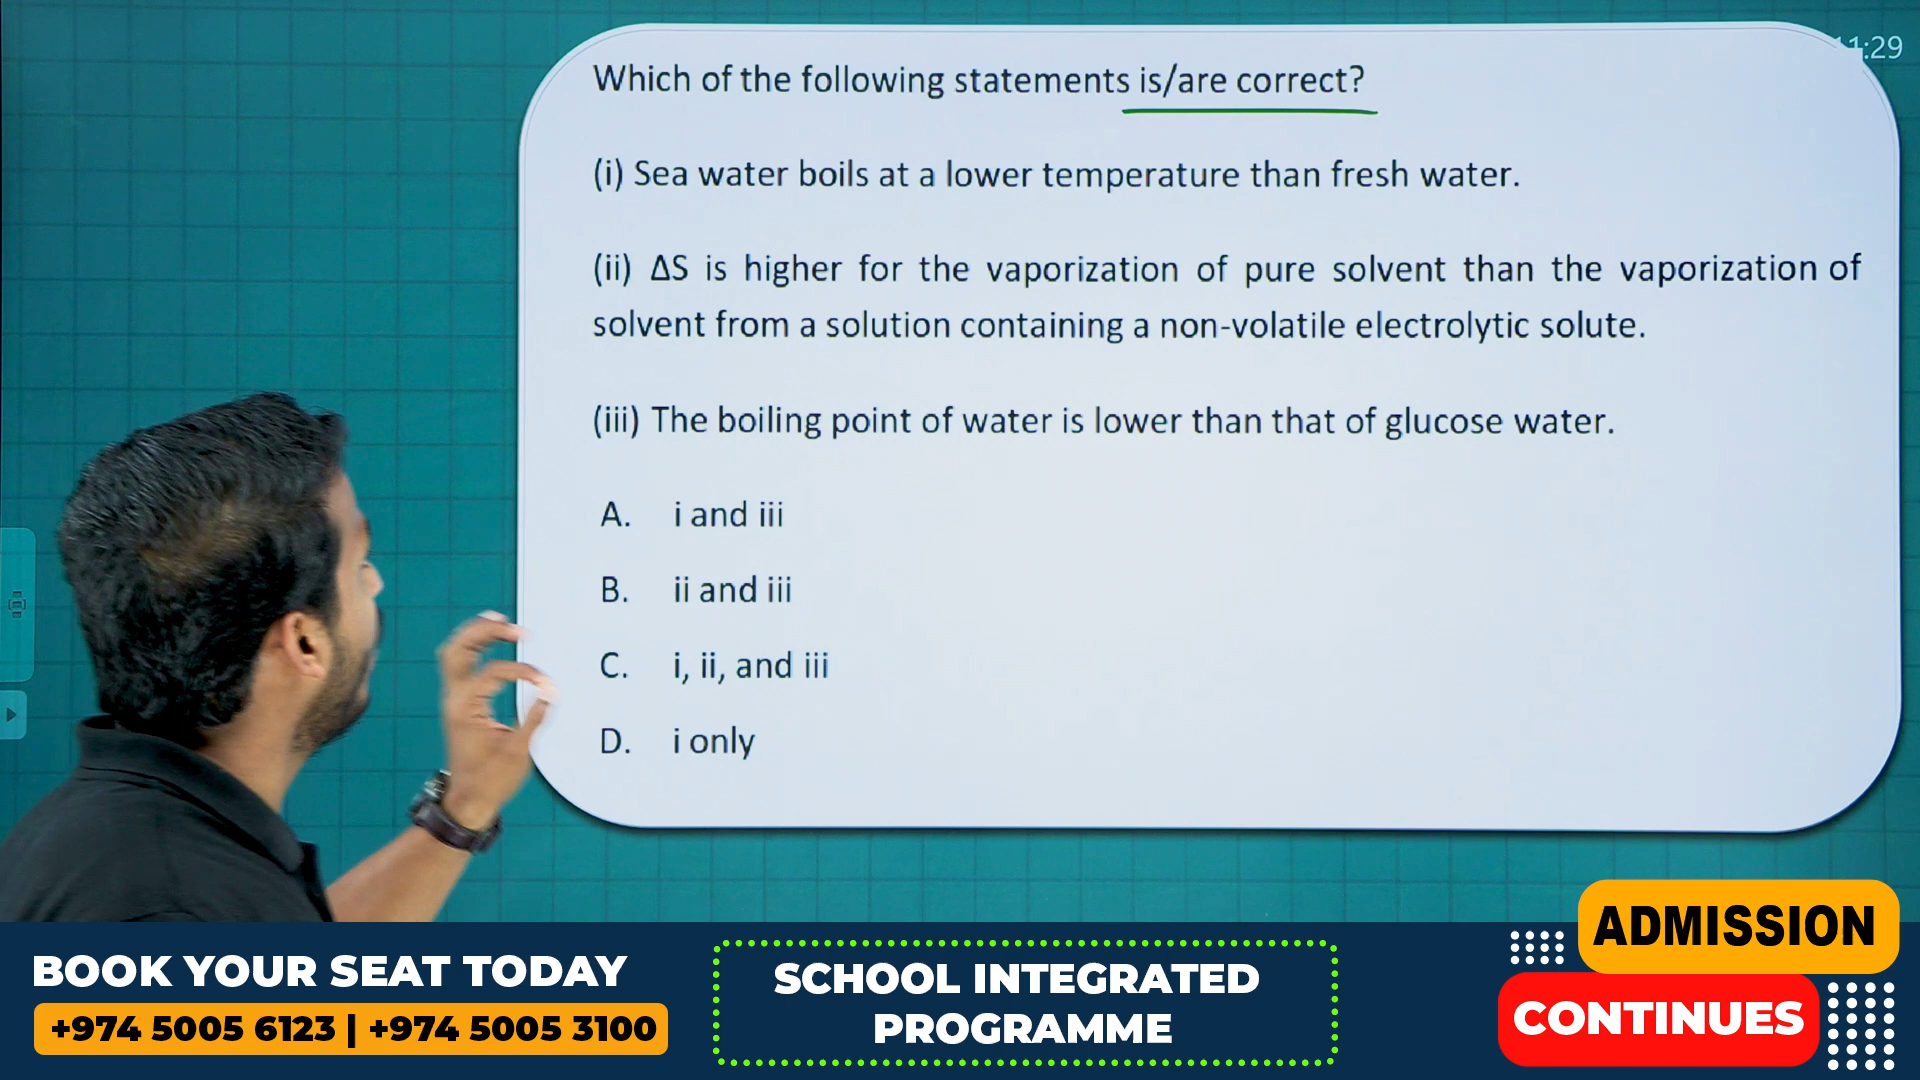 Which of the following statements is/are correct?
:29
(i) Sea water boils at a lower temperature than fresh water.
(ii) ΔS is higher for the vaporization of pure solvent than the vaporization of
solvent from a solution containing a non-volatile electrolytic solute.
(iii) The boiling point of water is lower than that of glucose water.
A. i and iii
B. ii and iii
C. i, ii, and iii
D. i only
BOOK YOUR SEAT TODAY
+974 5005 6123 | +974 5005 3100
SCHOOL INTEGRATED
PROGRAMME
ADMISSION
CONTINUES